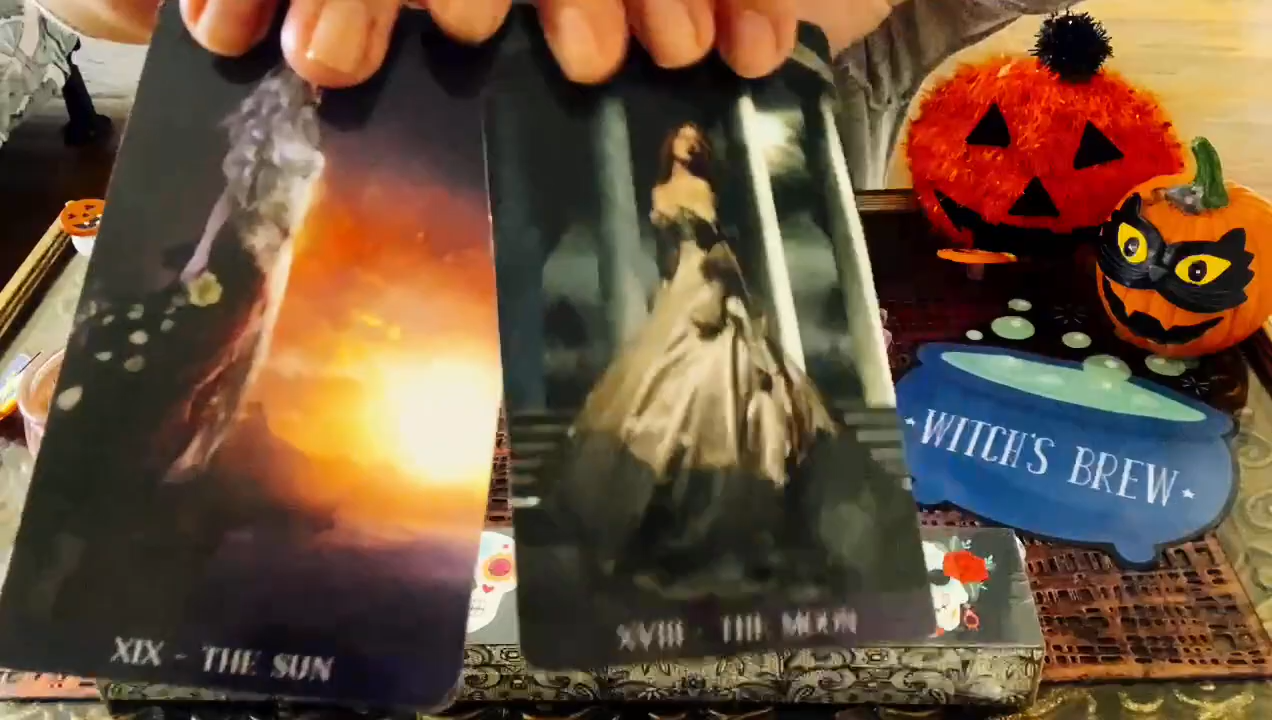 XIX - THE SUN
XVIII - THE MOON
WITCH'S BREW